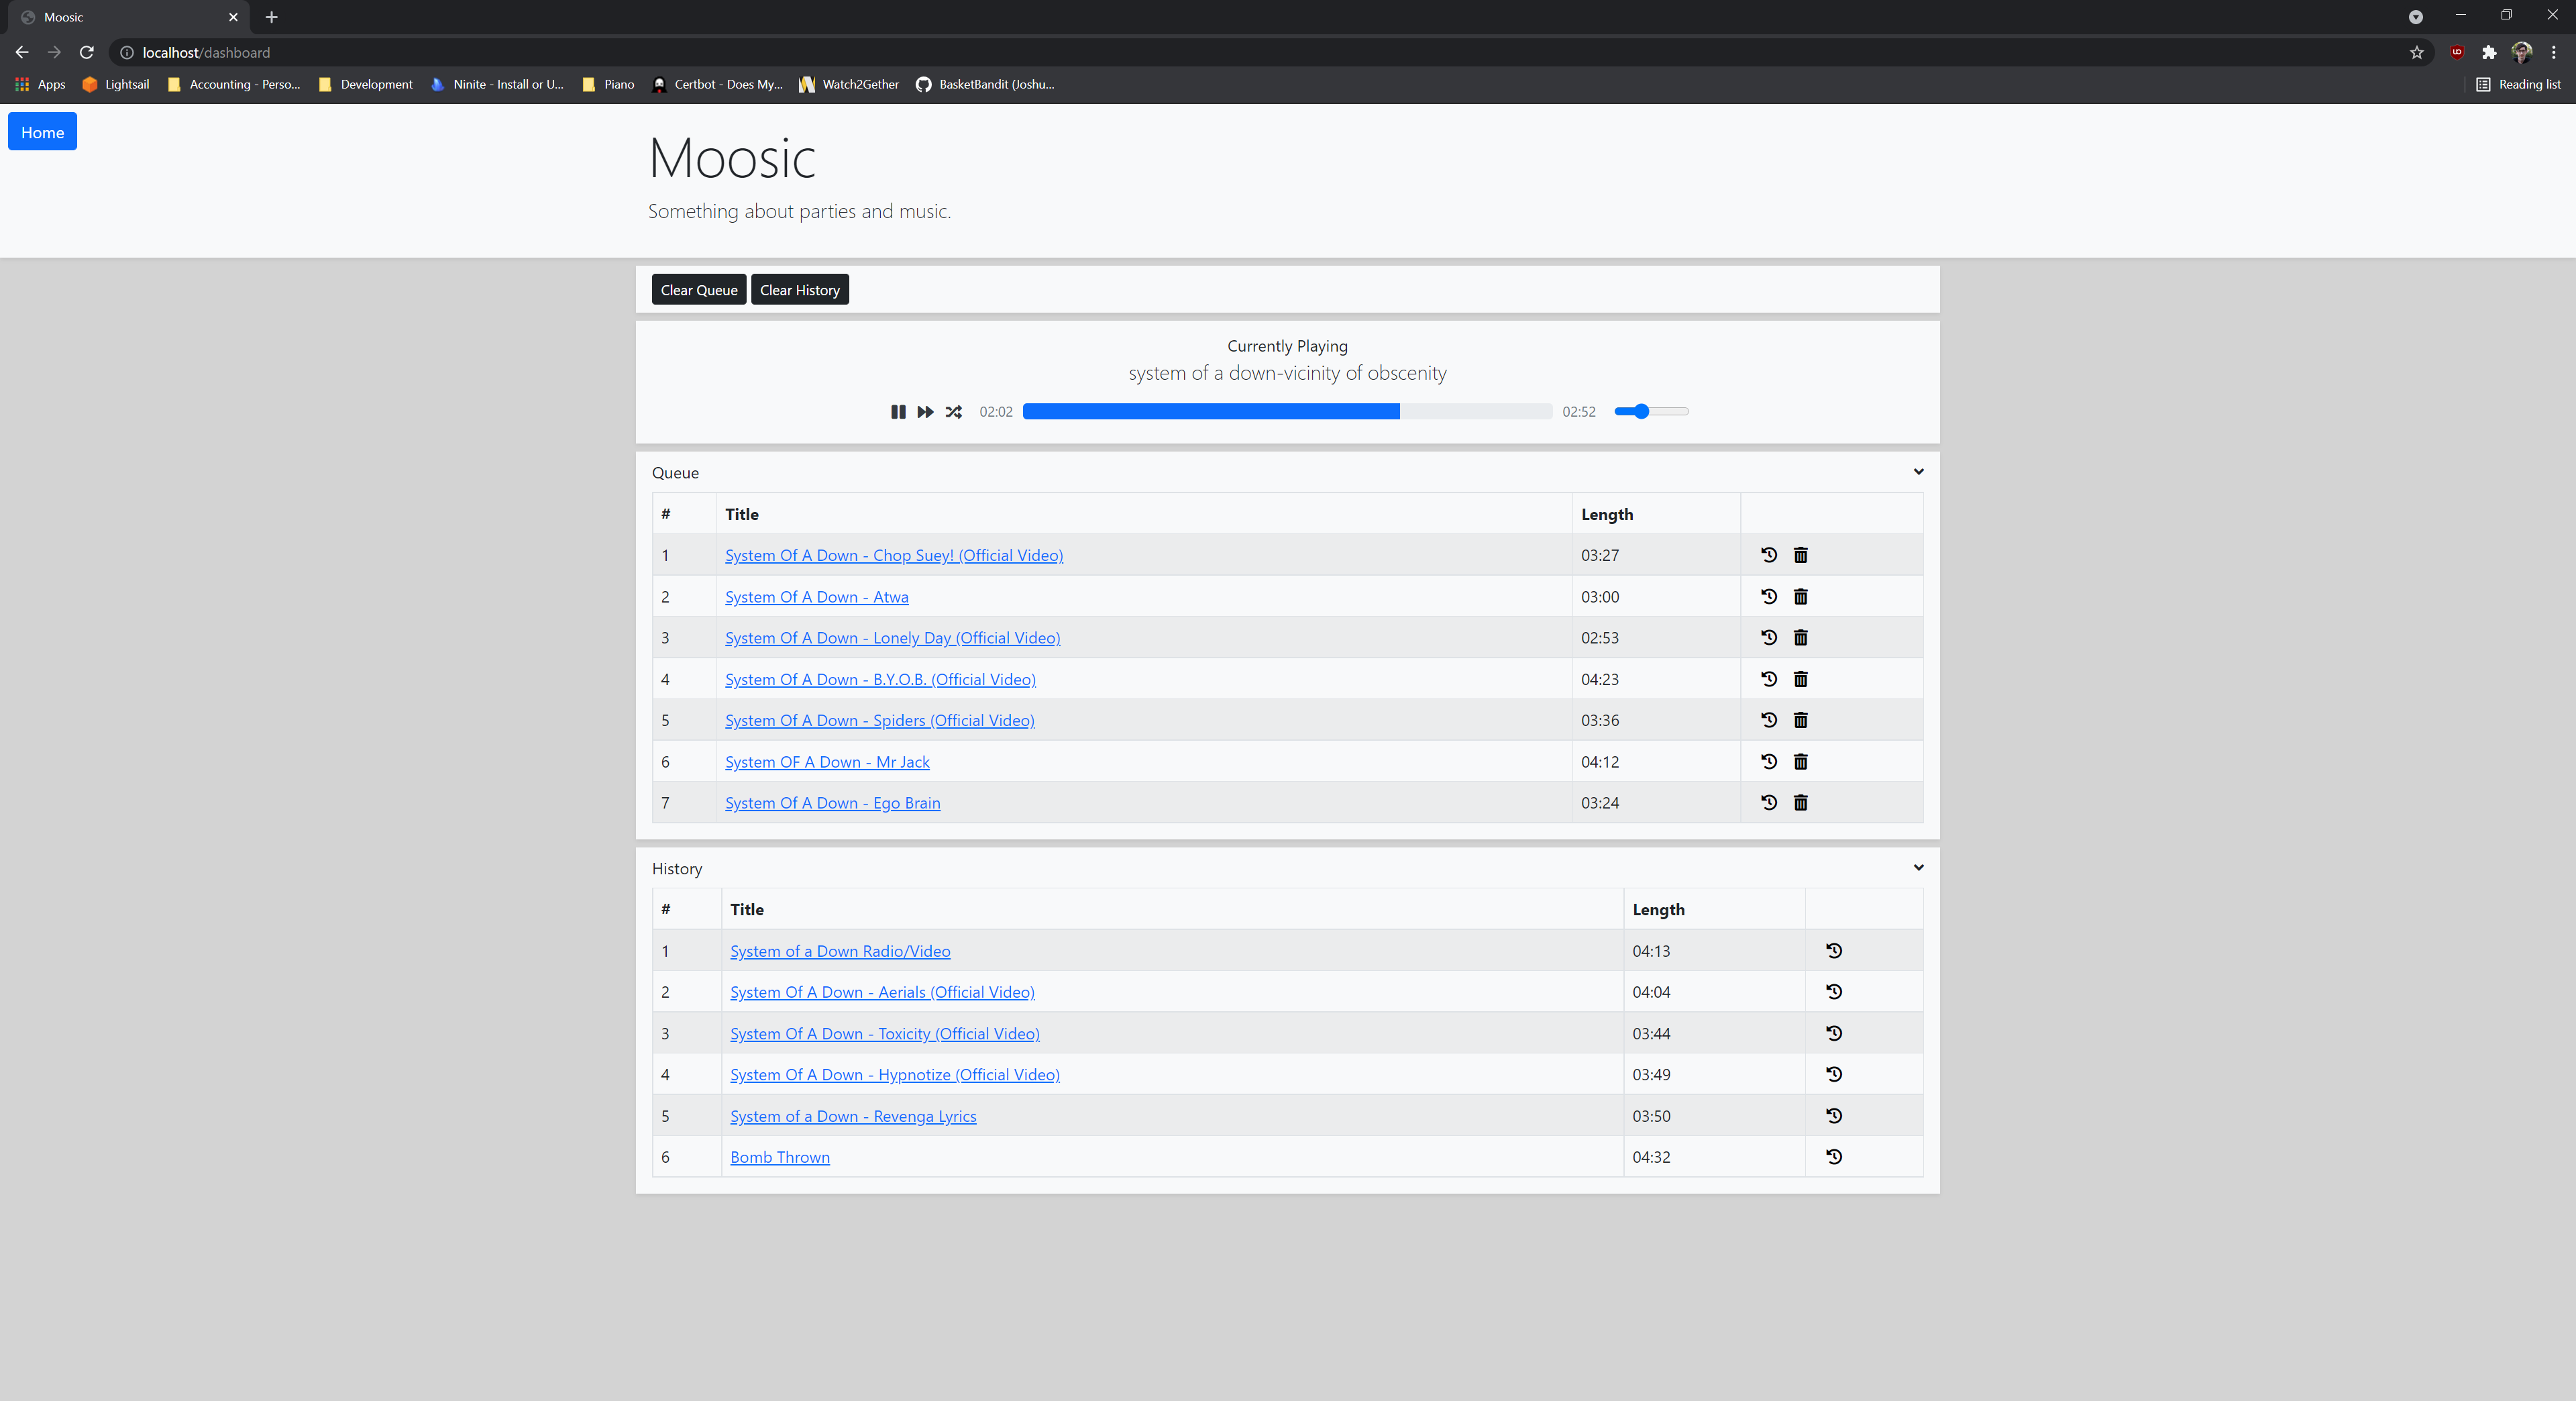 Moosic
localhost/dashboard
Apps Lightsail Accounting - Perso... Development Ninite - Install or U... Piano Certbot - Does My... Watch2Gether BasketBandit (Joshu... Reading list
Home
Moosic
Something about parties and music.
Clear Queue Clear History
Currently Playing
system of a down-vicinity of obscenity
02:02 02:52
Queue
# Title Length
1 System Of A Down - Chop Suey! (Official Video) 03:27
2 System Of A Down - Atwa 03:00
3 System Of A Down - Lonely Day (Official Video) 02:53
4 System Of A Down - B.Y.O.B. (Official Video) 04:23
5 System Of A Down - Spiders (Official Video) 03:36
6 System OF A Down - Mr Jack 04:12
7 System Of A Down - Ego Brain 03:24
History
# Title Length
1 System of a Down Radio/Video 04:13
2 System Of A Down - Aerials (Official Video) 04:04
3 System Of A Down - Toxicity (Official Video) 03:44
4 System Of A Down - Hypnotize (Official Video) 03:49
5 System of a Down - Revenga Lyrics 03:50
6 Bomb Thrown 04:32